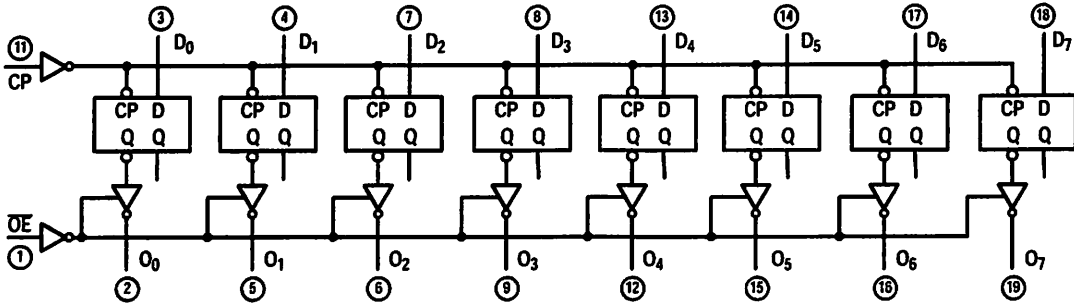 3 4 7 8 13 14 17 18
11 D0 D1 D2 D3 D4 D5 D6 D7
CP
CP D CP D CP D CP D CP D CP D CP D CP D
Q Q Q Q Q Q Q Q Q Q Q Q Q Q Q Q
OE
1 O0 O1 O2 O3 O4 O5 O6 O7
2 5 6 9 12 15 16 19